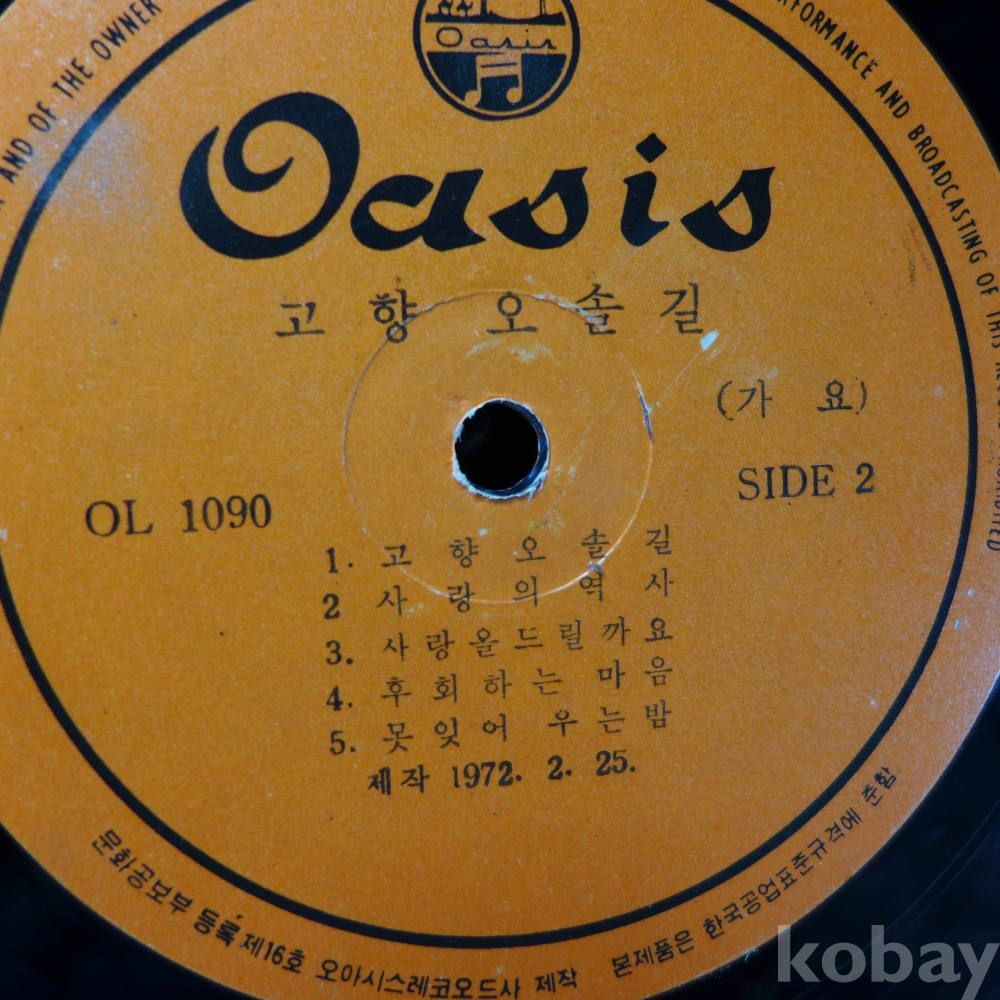 AND OF THE OWNER
PERFORMANCE AND BROADCASTING OF THIS
Oasis
Oasis
고향 오솔길
(가 요)
SIDE 2
OL 1090
1. 고향오솔길
2 사랑의역사
3. 사랑올드릴까요
4. 후회하는 마음
5. 못잊어 우는밤
제작 1972. 2. 25.
문화공보부 등록 제16호 오아시스레코오드사 제작 본제품은 한국공업표준규격에 준함
kobay